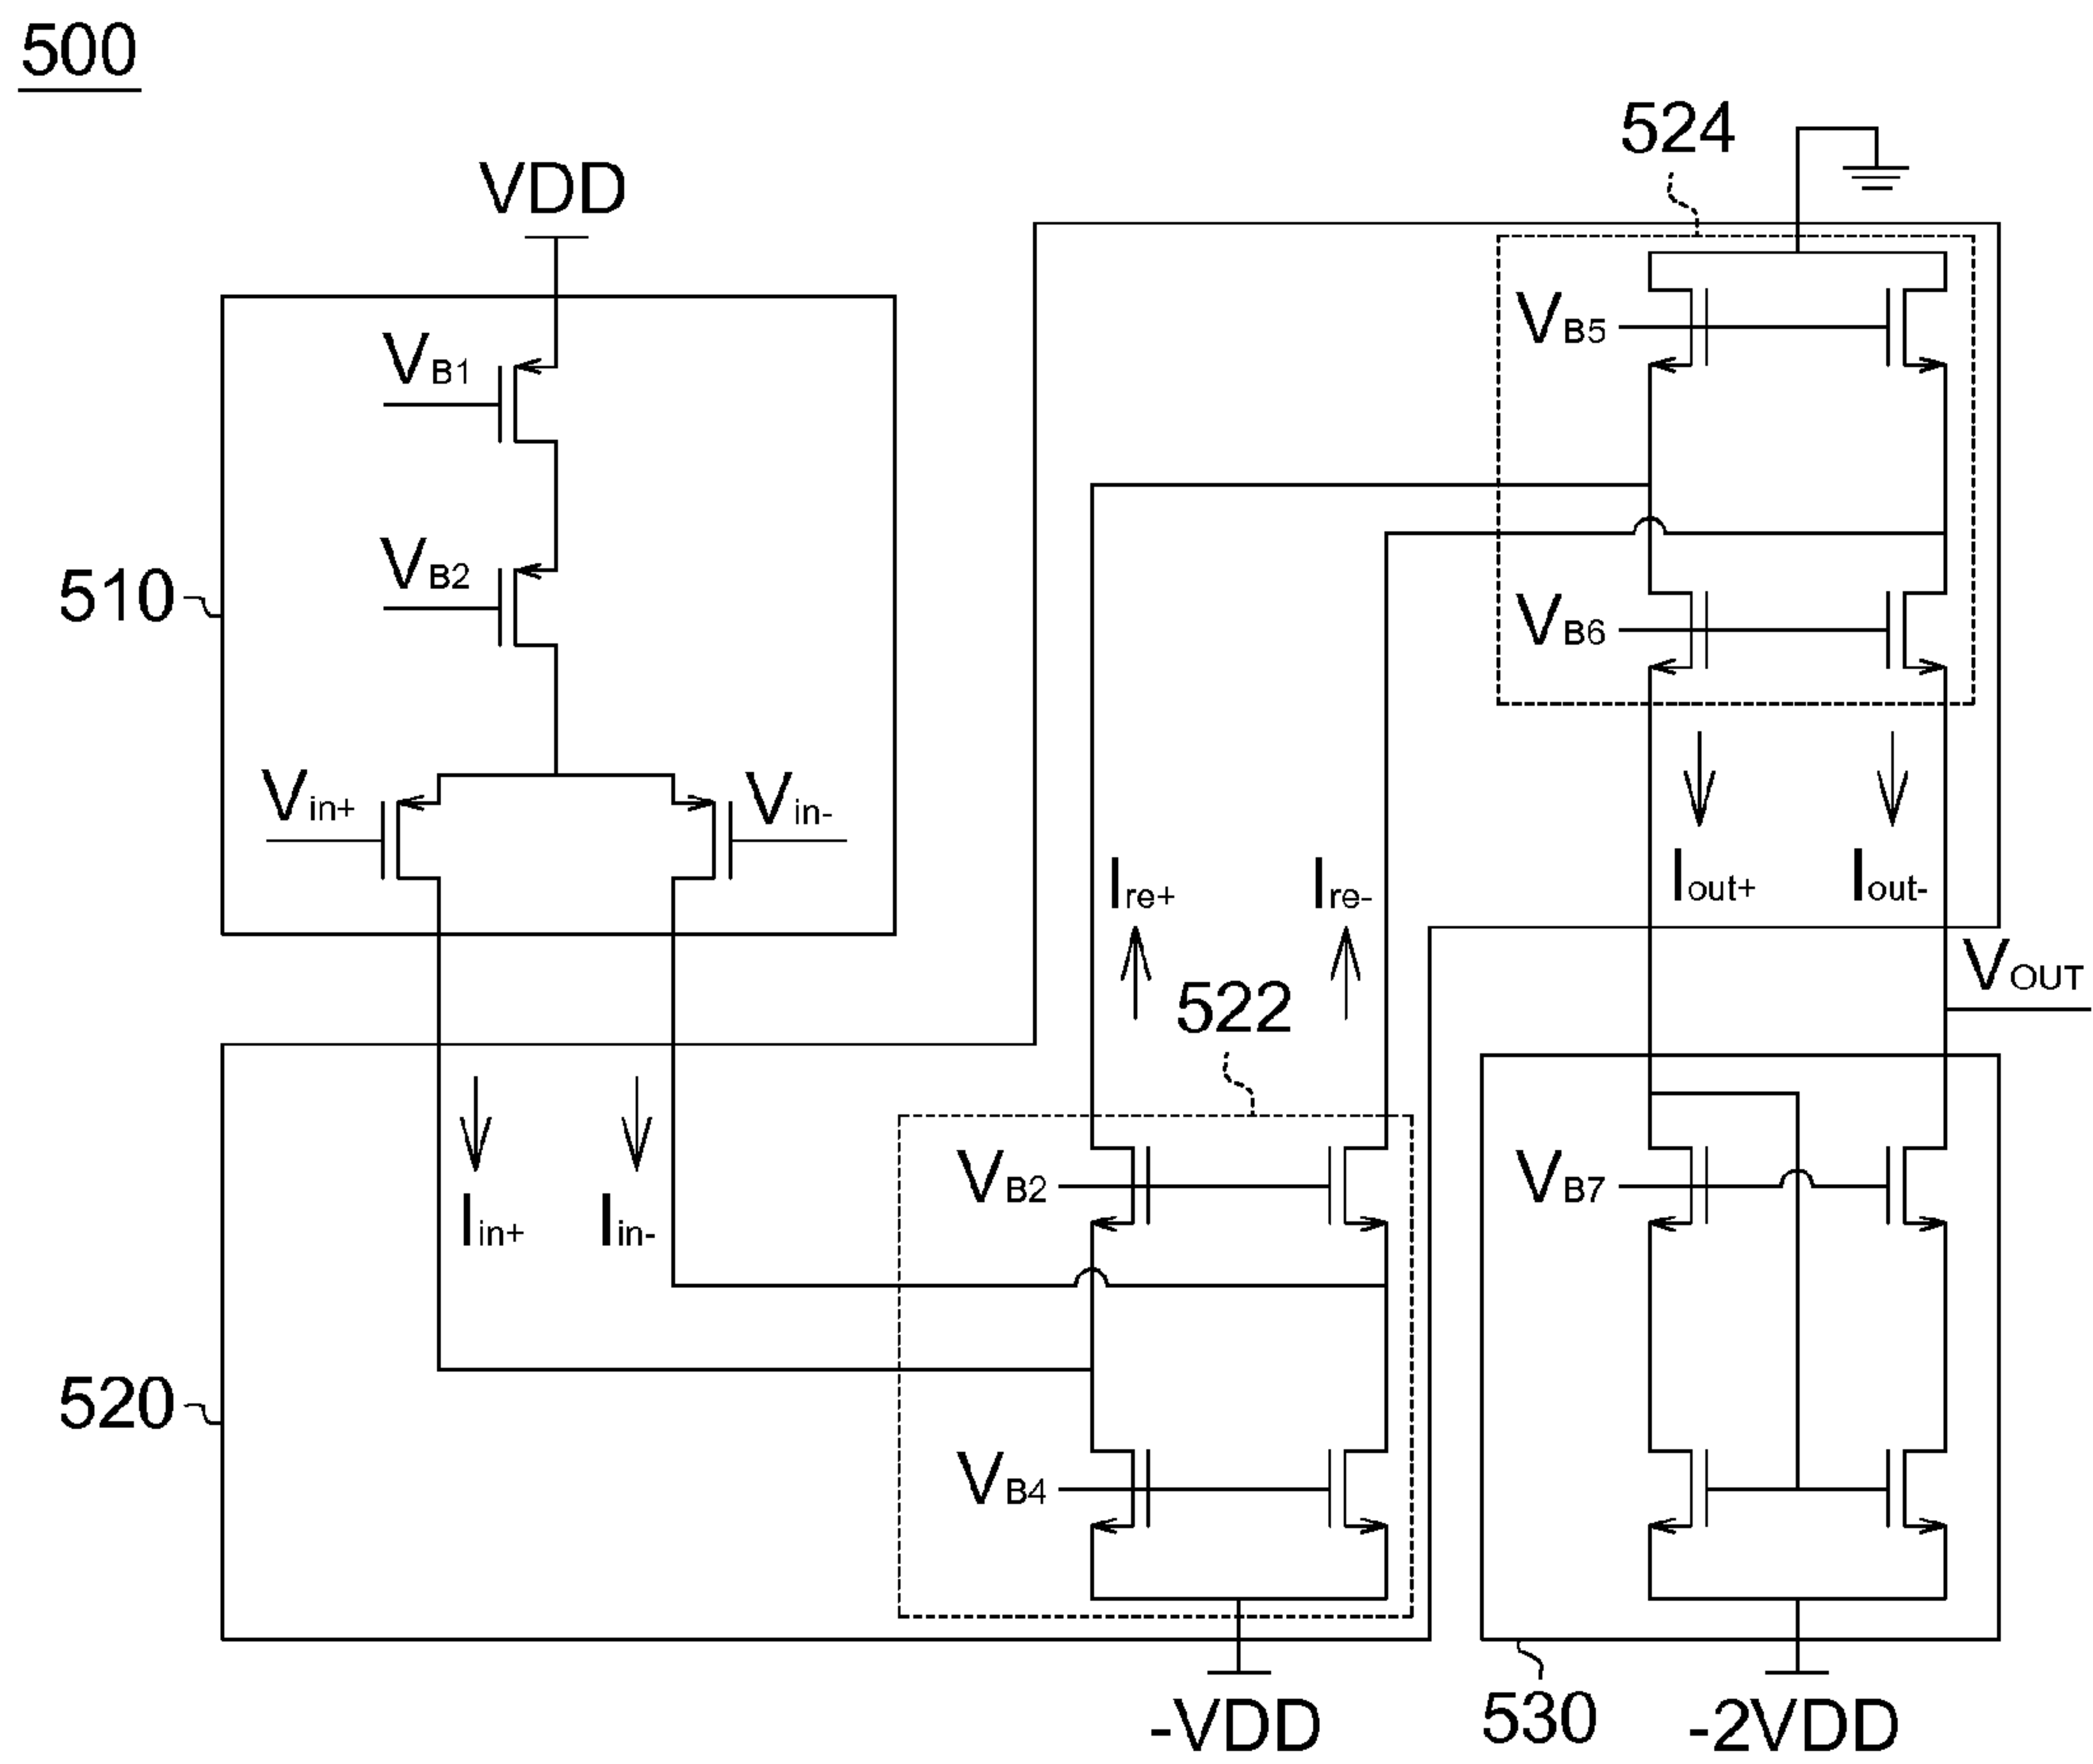 500
524
VDD
VB5
VB1
VB2
510
VB6
Vin+
Vin-
Ire+
Ire-
Iout+
Iout-
VOUT
522
Iin+
Iin-
VB2
VB7
520
VB4
530
-VDD
-2VDD